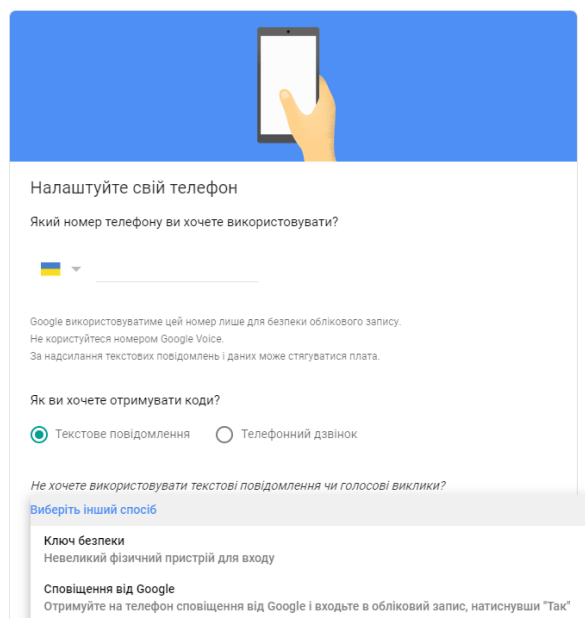 Налаштуйте свій телефон
Який номер телефону ви хочете використовувати?
Google використовуватиме цей номер лише для безпеки облікового запису.
Не користуйтеся номером Google Voice.
За надсилання текстових повідомлень і даних може стягуватися плата.
Як ви хочете отримувати коди?
Текстове повідомлення Телефонний дзвінок
Не хочете використовувати текстові повідомлення чи голосові виклики?
Виберіть інший спосіб
Ключ безпеки
Невеликий фізичний пристрій для входу
Сповіщення від Google
Отримуйте на телефон сповіщення від Google і входьте в обліковий запис, натиснувши "Так"